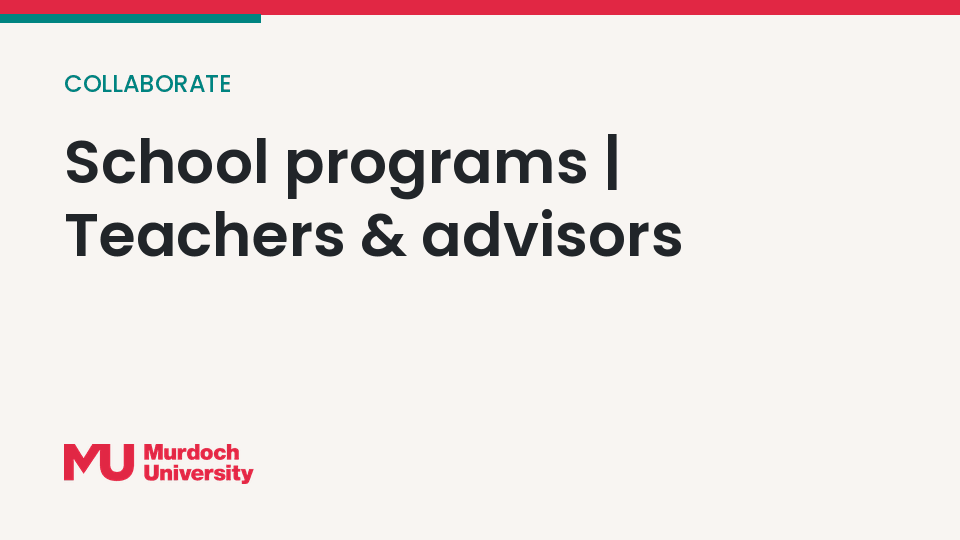 COLLABORATE
School programs |
Teachers & advisors
MU Murdoch
University